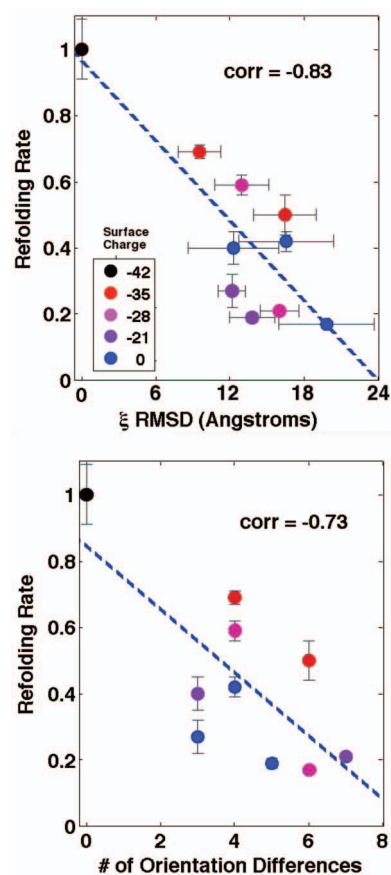 corr = -0.83
Refolding Rate
1
0.8
0.6
0.4
0.2
0
Surface
Charge
-42
-35
-28
-21
0
0 6 12 18 24
ξ RMSD (Angstroms)
corr = -0.73
Refolding Rate
1
0.8
0.6
0.4
0.2
0
0 2 4 6 8
# of Orientation Differences